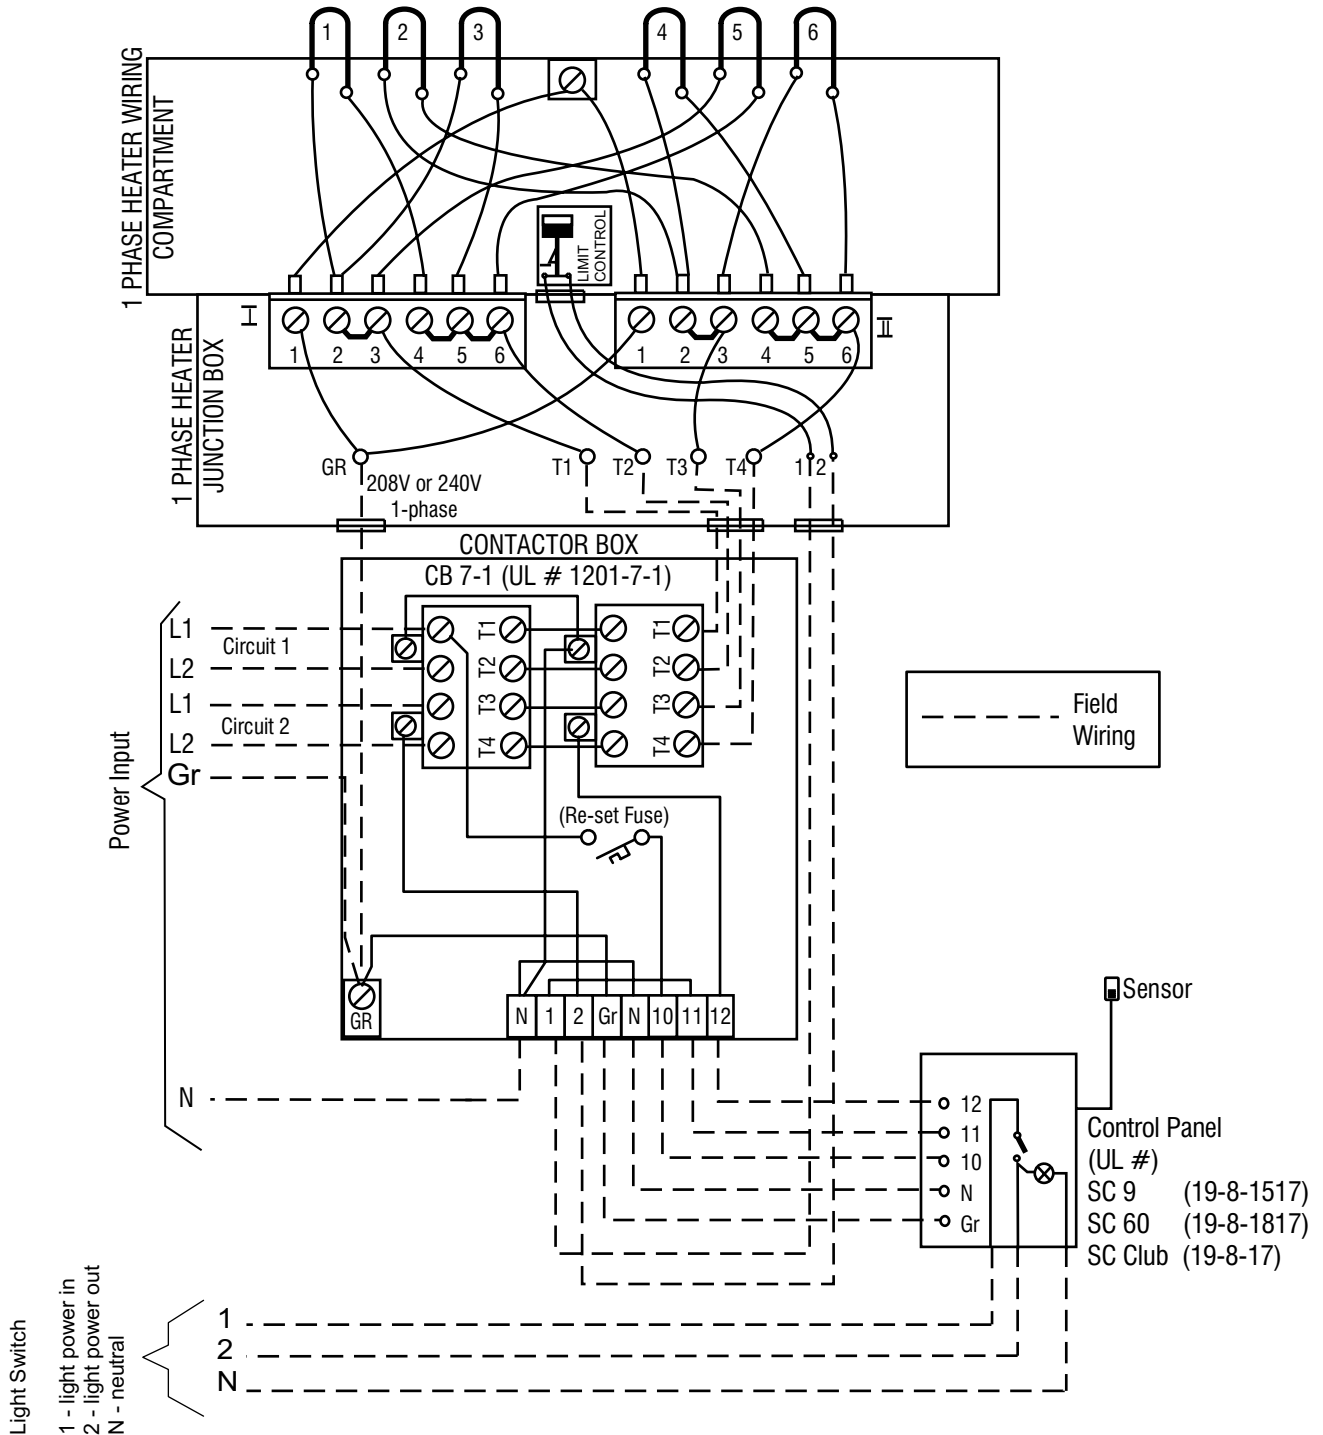 1 2 3 4 5 6
1 PHASE HEATER WIRING
COMPARTMENT
LIMIT
CONTROL
I
II
1 2 3 4 5 6
1 2 3 4 5 6
1 PHASE HEATER
JUNCTION BOX
GR T1 T2 T3 T4 1 2
208V or 240V
1-phase
CONTACTOR BOX
CB 7-1 (UL # 1201-7-1)
Power Input
L1
Circuit 1
L2
L1
Circuit 2
L2
Gr
T1 T1
T2 T2
T3 T3
T4 T4
Field
Wiring
(Re-set Fuse)
GR
N 1 2 Gr N 10 11 12
N
Sensor
12
11
10
N
Gr
Control Panel
(UL #)
SC 9 (19-8-1517)
SC 60 (19-8-1817)
SC Club (19-8-17)
Light Switch
1 - light power in
2 - light power out
N - neutral
1
2
N